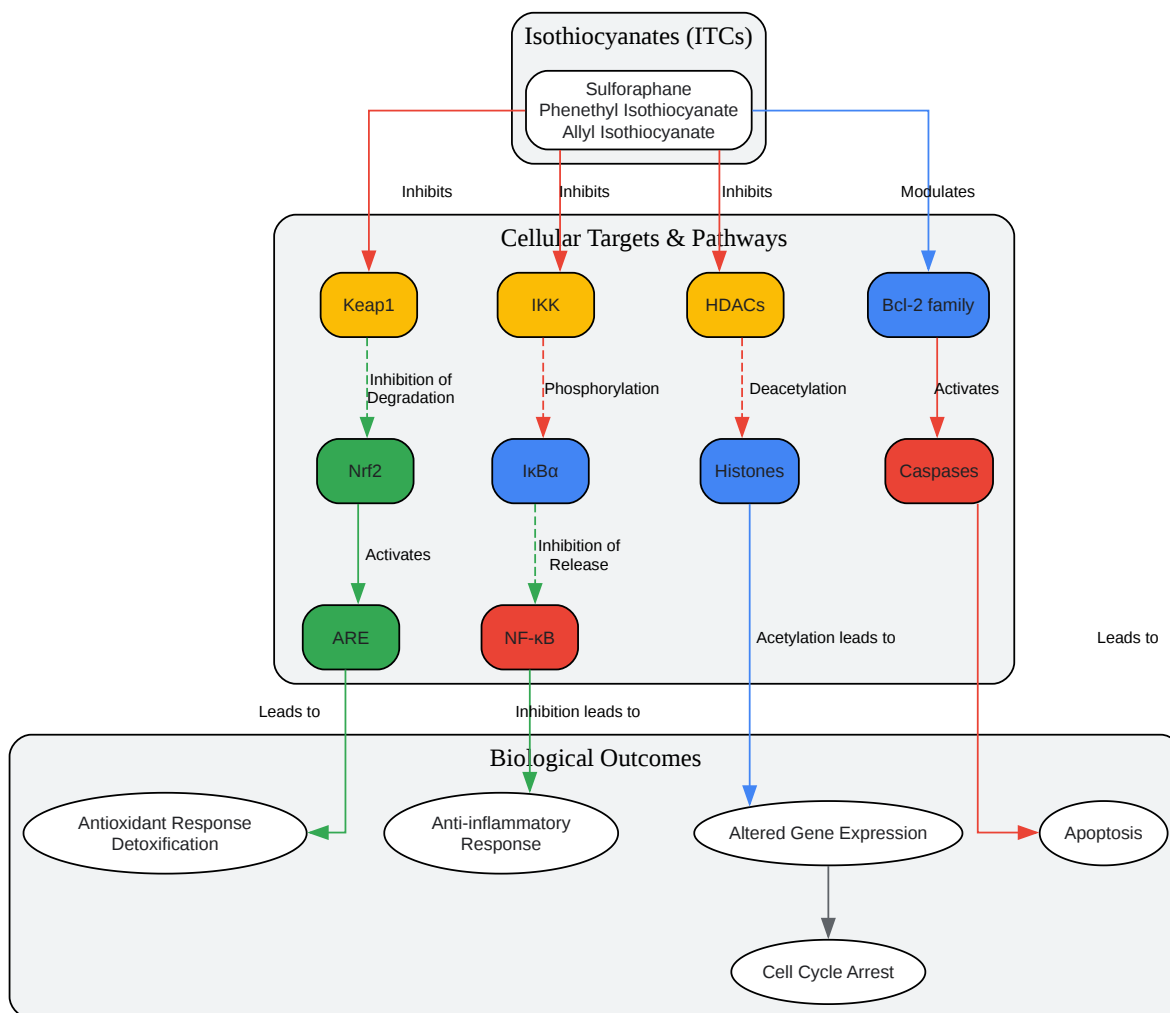 Isothiocyanates (ITCs)
Sulforaphane
Phenethyl Isothiocyanate
Allyl Isothiocyanate
Inhibits
Inhibits
Inhibits
Modulates
Cellular Targets & Pathways
Keap1
IKK
HDACs
Bcl-2 family
Inhibition of
Degradation
Phosphorylation
Deacetylation
Activates
Nrf2
IκBα
Histones
Caspases
Activates
Inhibition of
Release
ARE
NF-κB
Acetylation leads to
Leads to
Leads to
Inhibition leads to
Biological Outcomes
Antioxidant Response
Detoxification
Anti-inflammatory
Response
Altered Gene Expression
Apoptosis
Cell Cycle Arrest